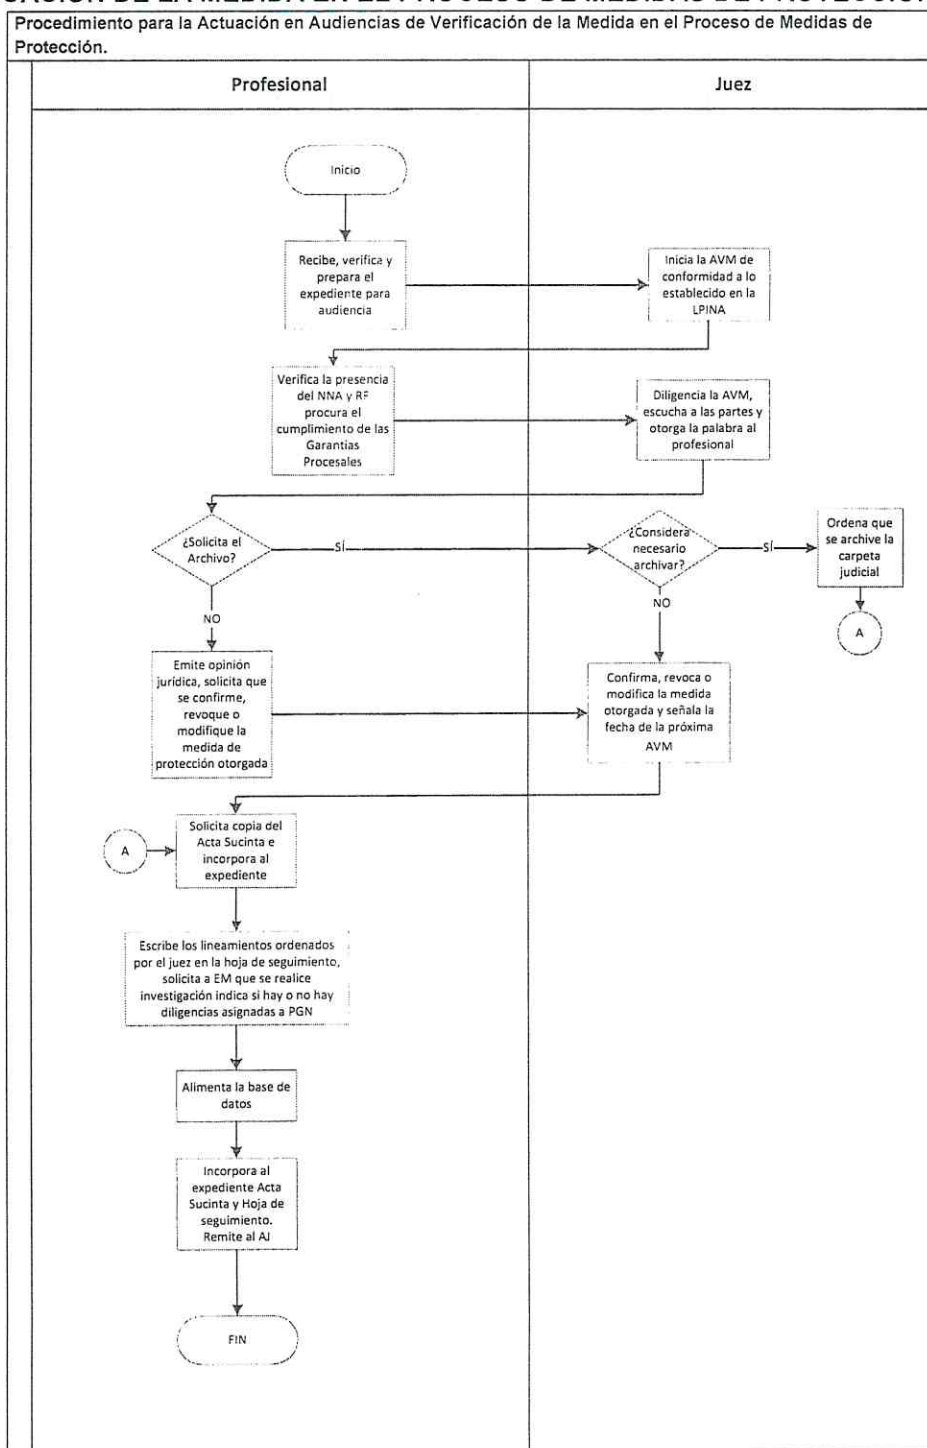 Procedimiento para la Actuación en Audiencias de Verificación de la Medida en el Proceso de Medidas de
Protección.
Profesional
Juez
Inicio
Recibe, verifica y
prepara el
expediente para
audiencia
Inicia la AVM de
conformidad a lo
establecido en la
LPINA
Verifica la presencia
del NNA y RF
procura el
cumplimiento de las
Garantías
Procesales
Diligencia la AVM,
escucha a las partes y
otorga la palabra al
profesional
¿Solicita el
Archivo?
SÍ
¿Considera
necesario
archivar?
SÍ
Ordena que
se archive la
carpeta
judicial
A
NO
NO
Emite opinión
jurídica, solicita que
se confirme,
revoque o
modifique la
medida de
protección otorgada
Confirma, revoca o
modifica la medida
otorgada y señala la
fecha de la próxima
AVM
A
Solicita copia del
Acta Sucinta e
incorpora al
expediente
Escribe los lineamientos ordenados
por el juez en la hoja de seguimiento,
solicita a EM que se realice
investigación indica si hay o no hay
diligencias asignadas a PGN
Alimenta la base de
datos
Incorpora al
expediente Acta
Sucinta y Hoja de
seguimiento.
Remite al AJ
FIN